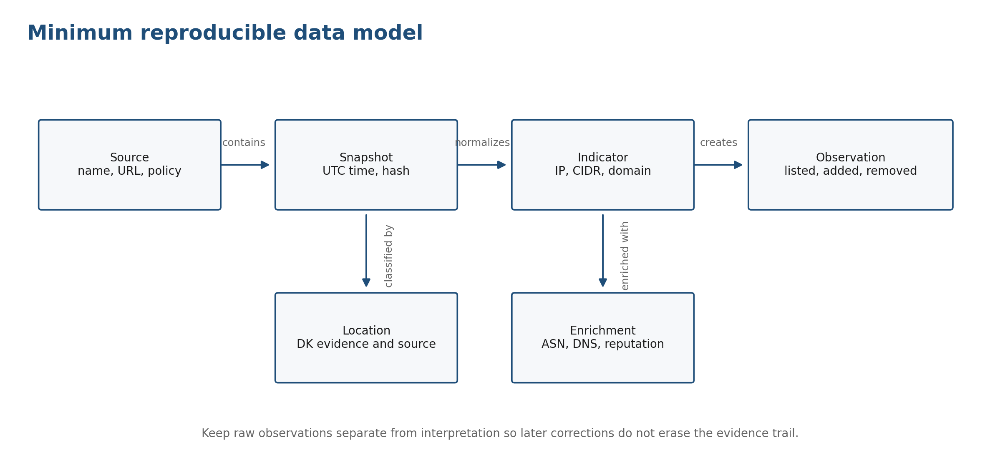 Minimum reproducible data model
contains
normalizes
creates
Source
name, URL, policy
Snapshot
UTC time, hash
Indicator
IP, CIDR, domain
Observation
listed, added, removed
classified by
enriched with
Location
DK evidence and source
Enrichment
ASN, DNS, reputation
Keep raw observations separate from interpretation so later corrections do not erase the evidence trail.